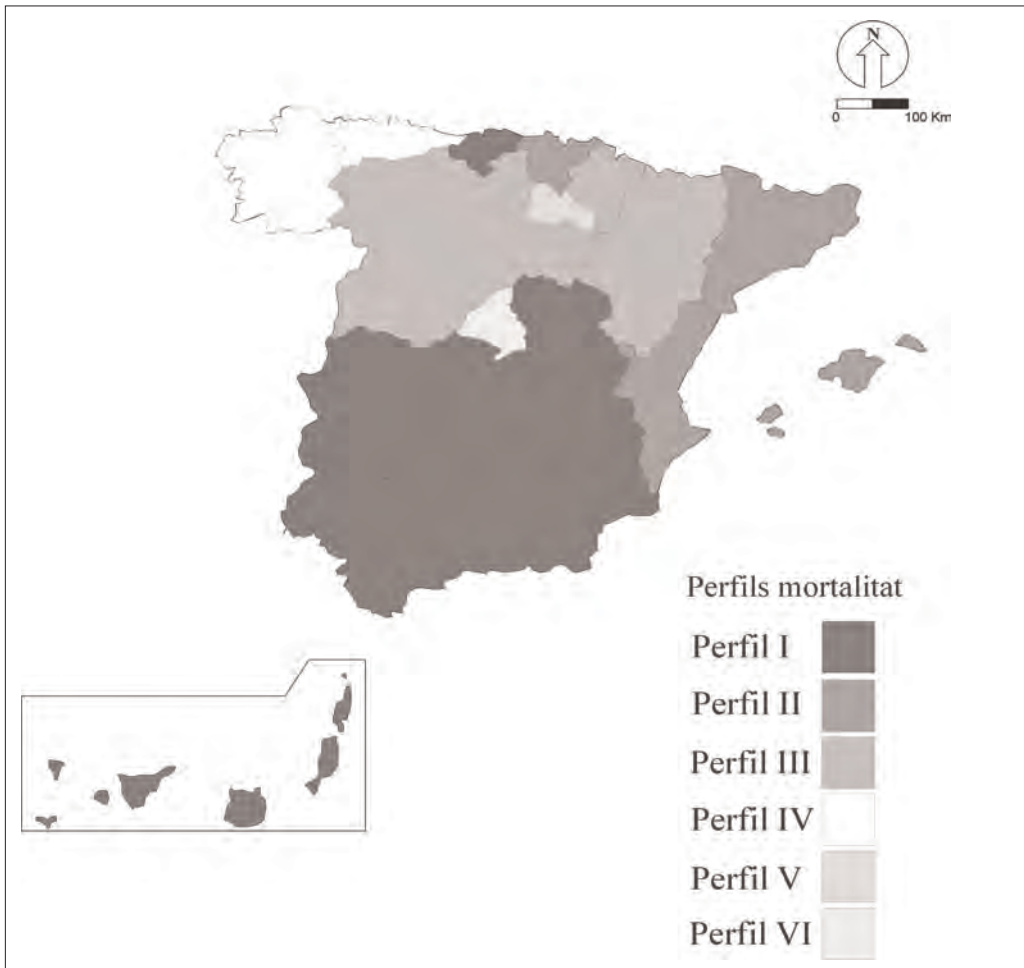 N
0 100 Km
Perfils mortalitat
Perfil I
Perfil II
Perfil III
Perfil IV
Perfil V
Perfil VI